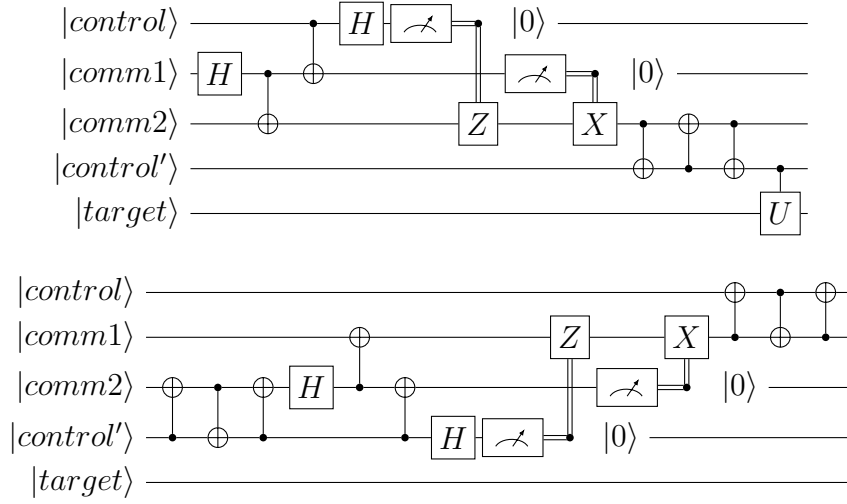 |control⟩ H |0⟩
|comm1⟩ H |0⟩
|comm2⟩ Z X
|control'⟩
|target⟩ U
|control⟩
|comm1⟩ Z X
|comm2⟩ H |0⟩
|control'⟩ H |0⟩
|target⟩